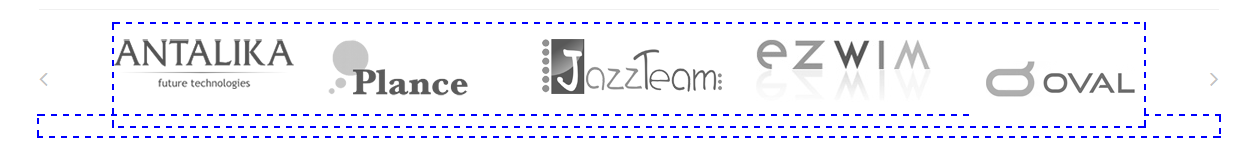 ANTALIKA
future technologies
Plance
JazzTeam
ezwim
OVAL